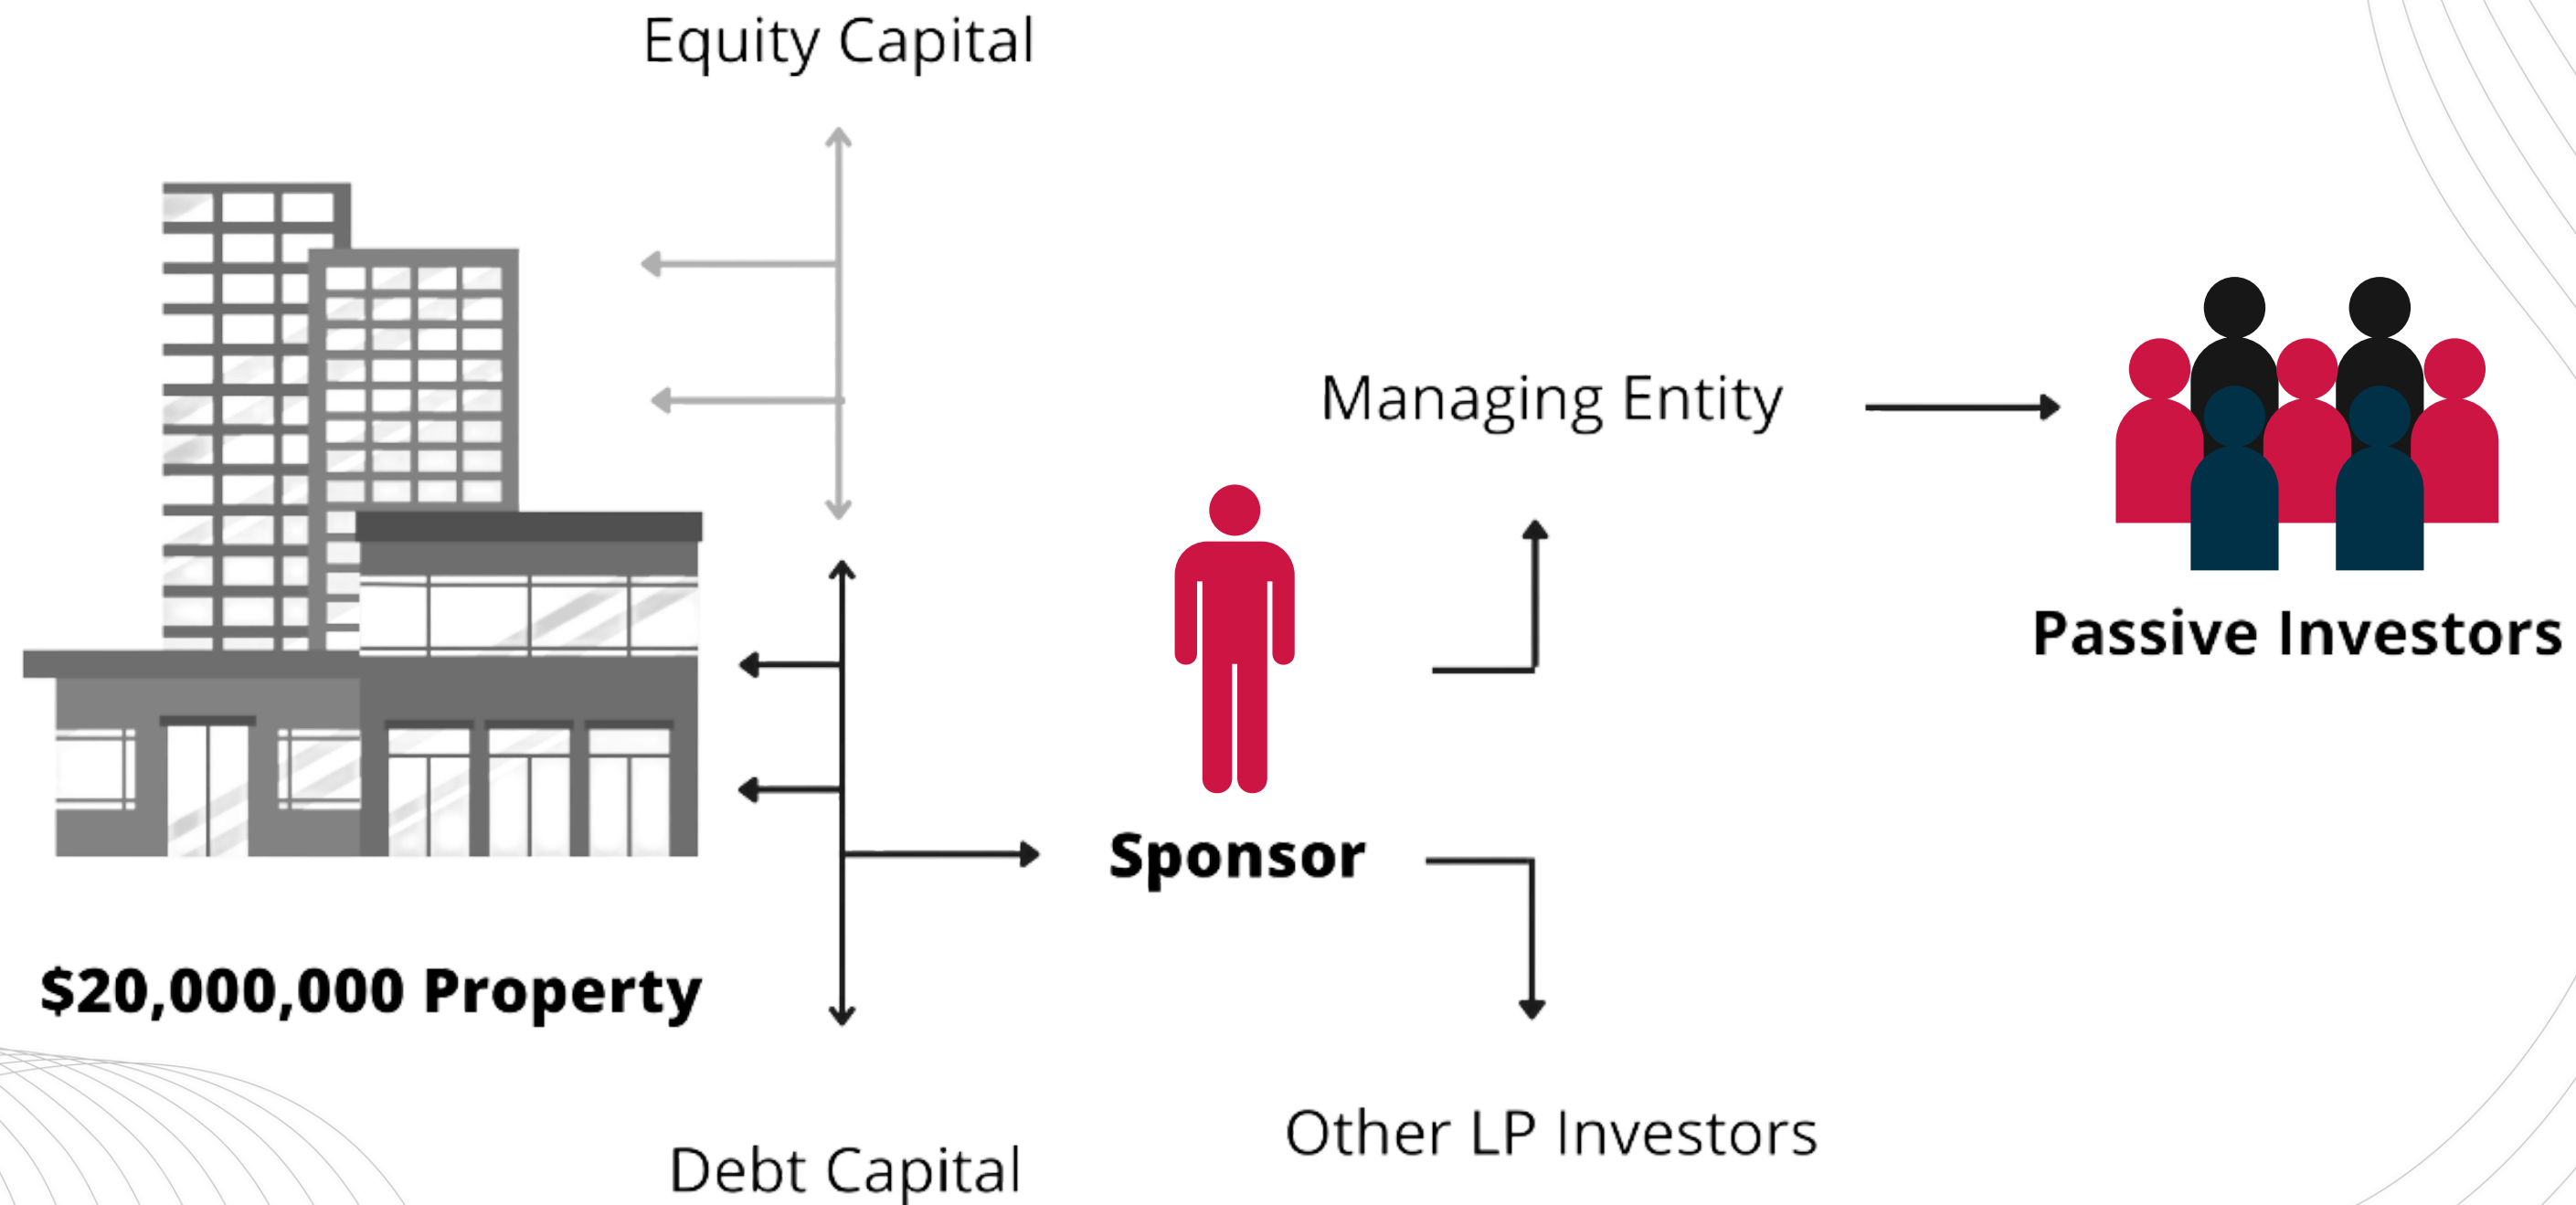 Equity Capital
Managing Entity
Passive Investors
Sponsor
$20,000,000 Property
Other LP Investors
Debt Capital